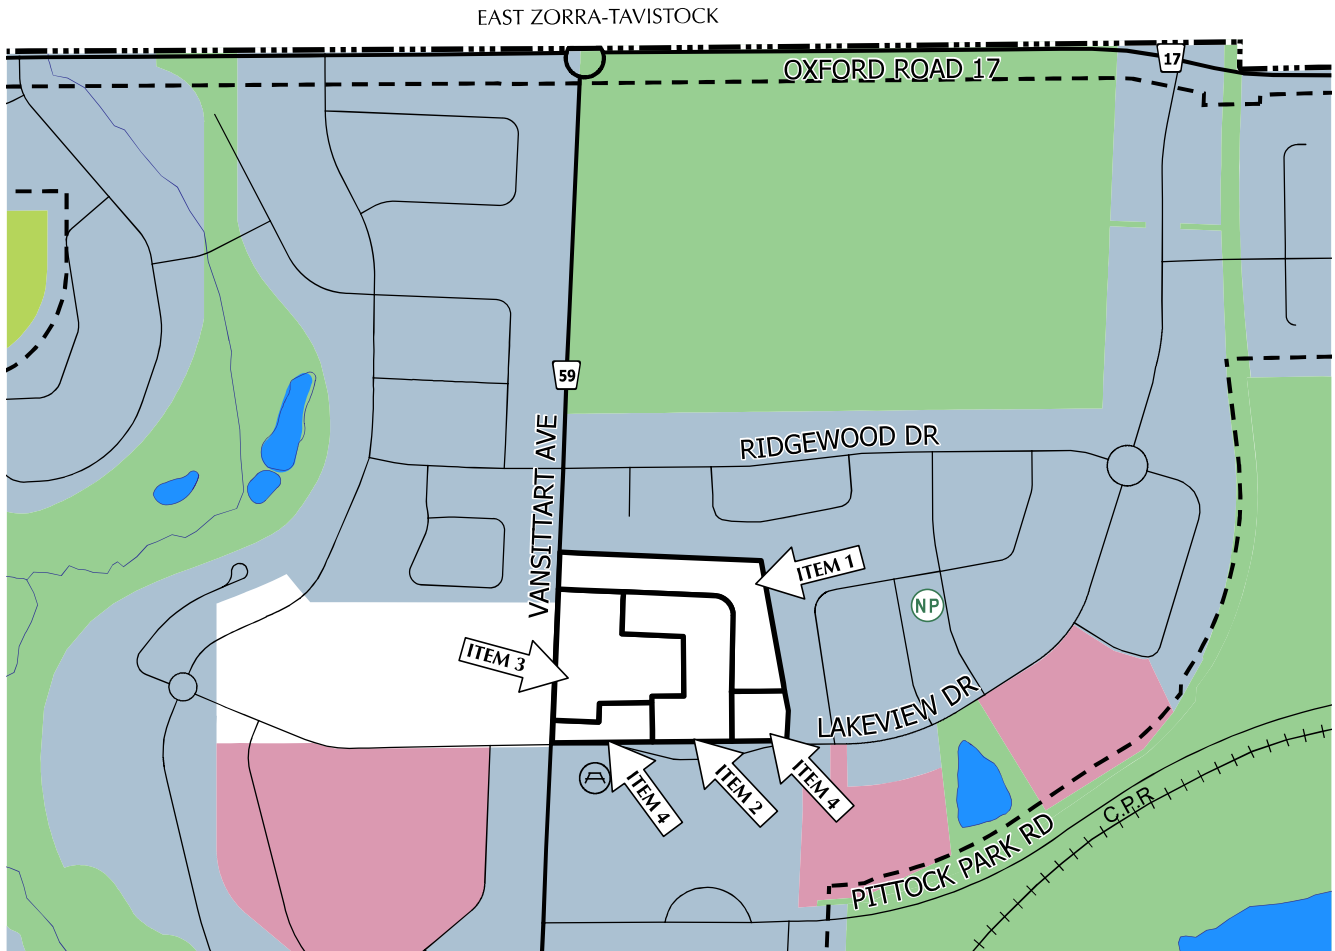 EAST ZORRA-TAVISTOCK
OXFORD ROAD 17
17
59
VANSITTART AVE
RIDGEWOOD DR
ITEM 1
NP
ITEM 3
LAKEVIEW DR
ITEM 4
ITEM 2
ITEM 4
C.P.R
PITTOCK PARK RD